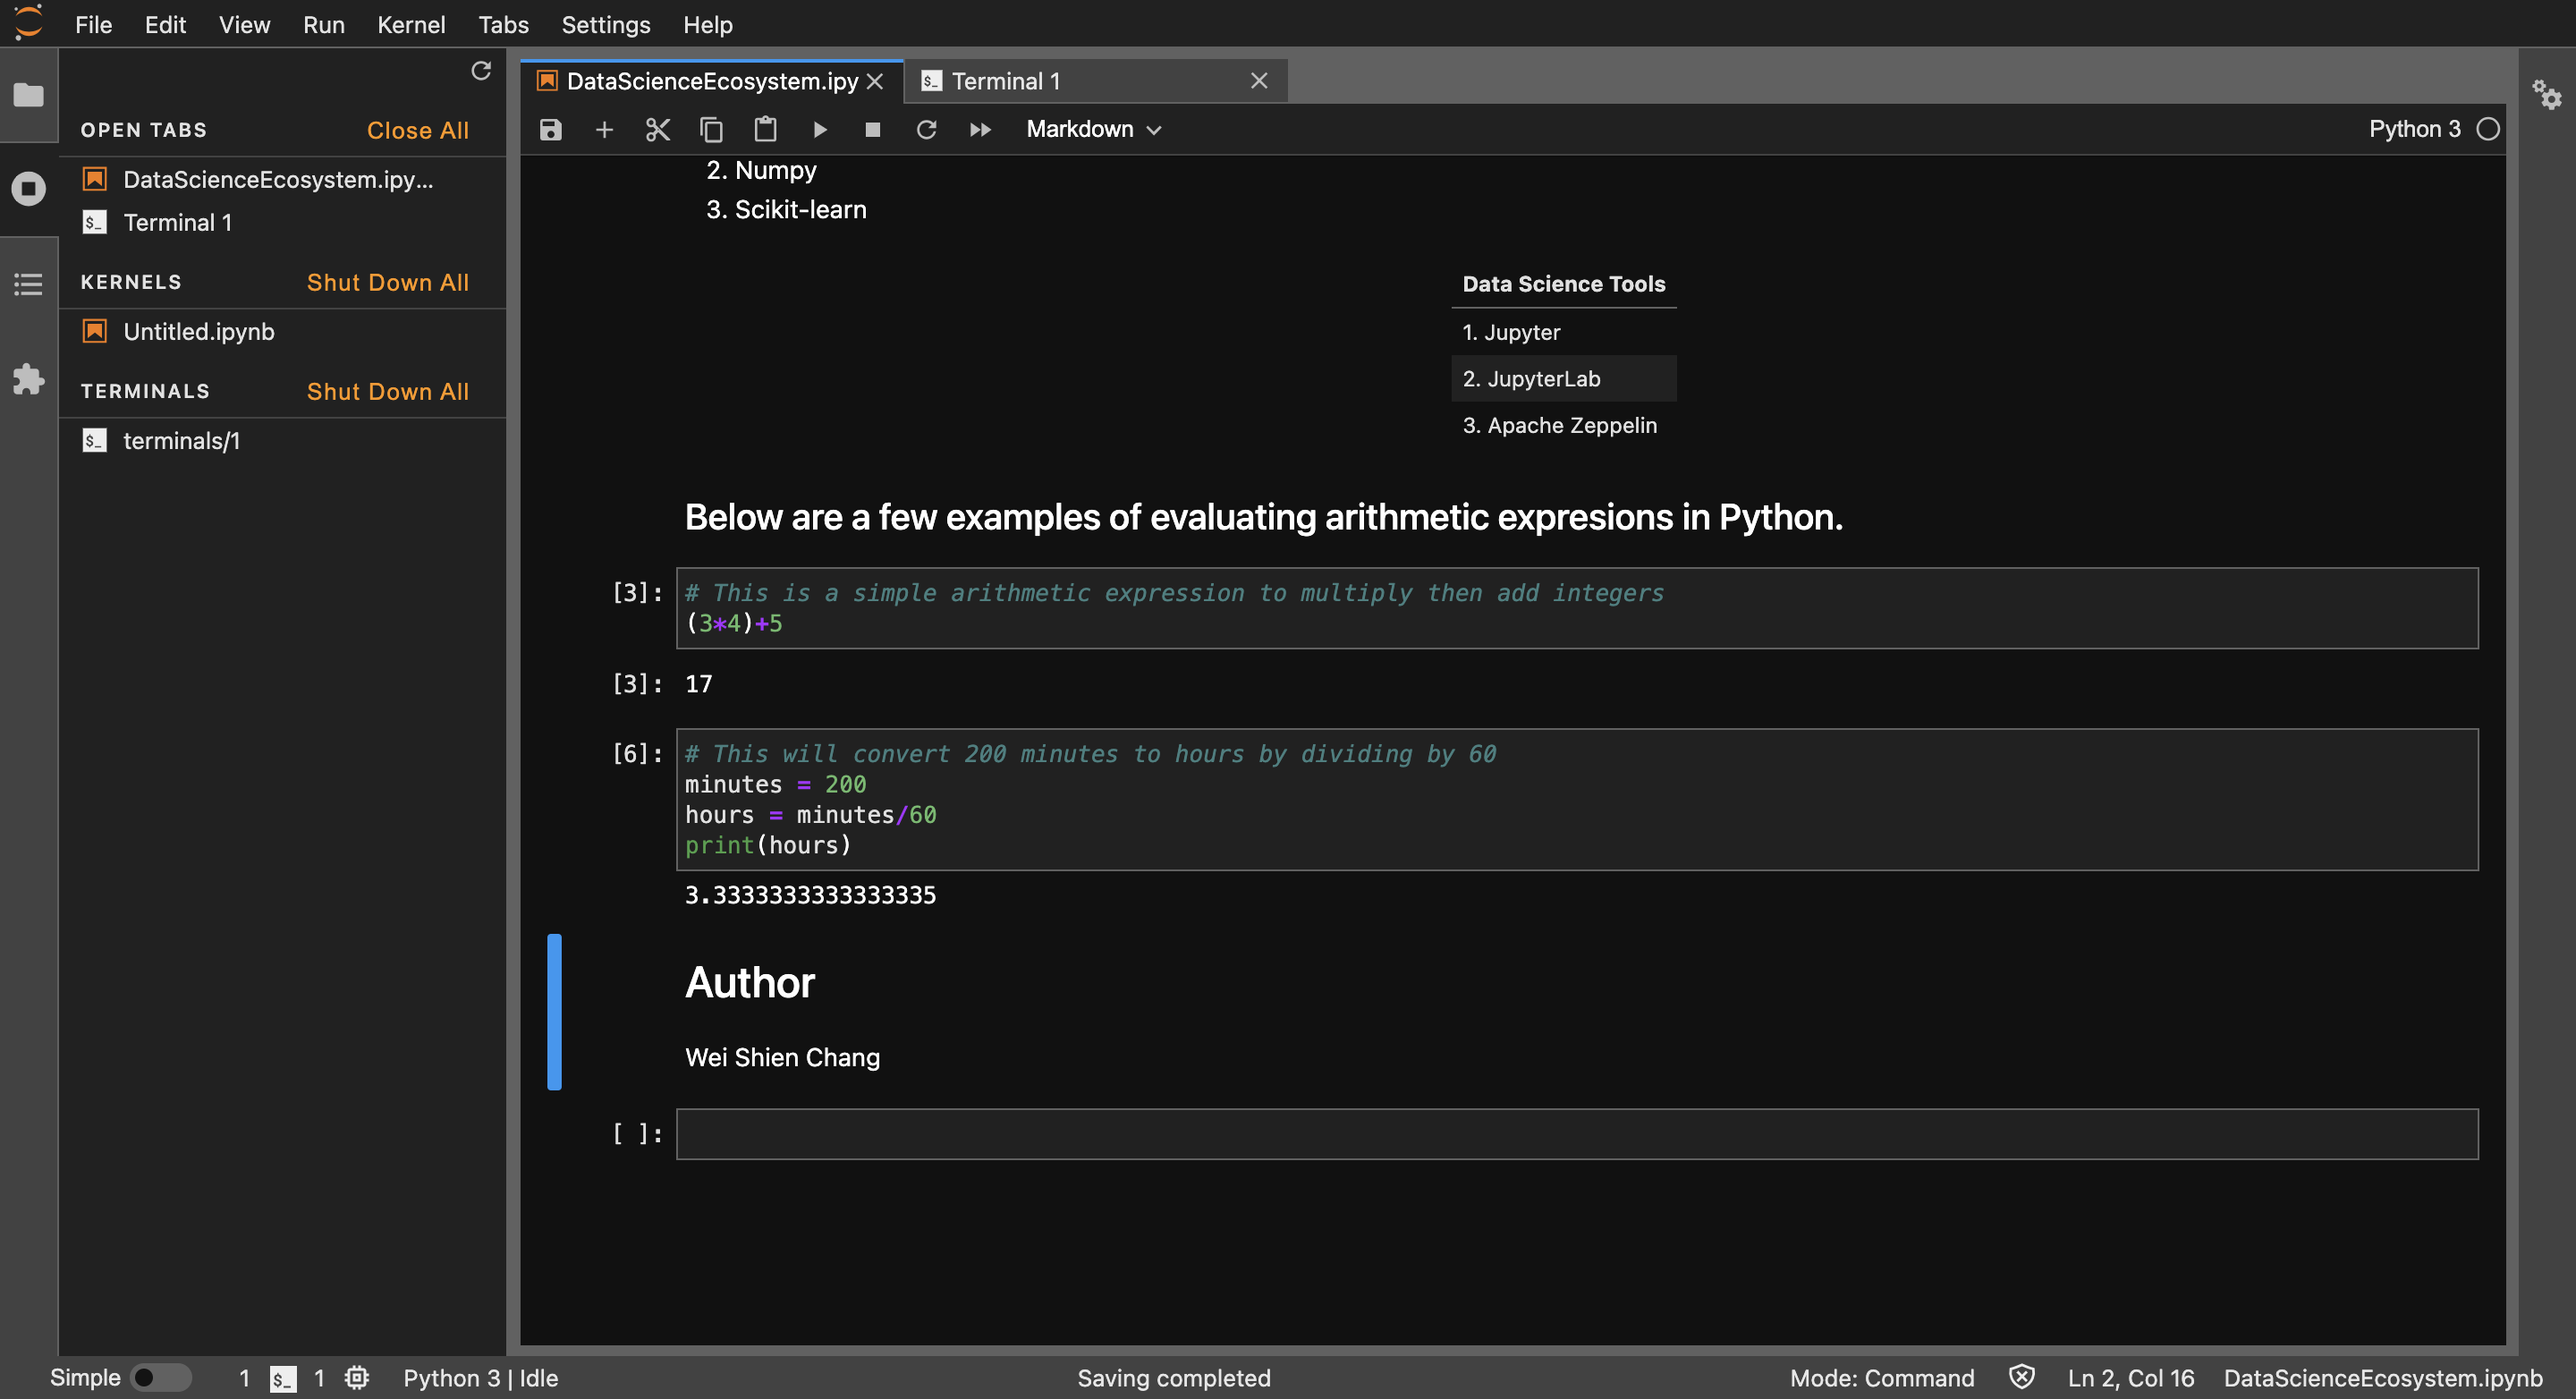 File Edit View Run Kernel Tabs Settings Help
OPEN TABS Close All
DataScienceEcosystem.ipy...
Terminal 1
KERNELS Shut Down All
Untitled.ipynb
TERMINALS Shut Down All
$_ terminals/1
DataScienceEcosystem.ipy
$_ Terminal 1
Markdown
Python 3
2. Numpy
3. Scikit-learn
Data Science Tools
1. Jupyter
2. JupyterLab
3. Apache Zeppelin
Below are a few examples of evaluating arithmetic expresions in Python.
[3]: # This is a simple arithmetic expression to multiply then add integers
(3*4)+5
[3]: 17
[6]: # This will convert 200 minutes to hours by dividing by 60
minutes = 200
hours = minutes/60
print(hours)
3.3333333333333335
Author
Wei Shien Chang
[ ]:
Simple 1 $_ 1 Python 3 | Idle Saving completed Mode: Command Ln 2, Col 16 DataScienceEcosystem.ipynb